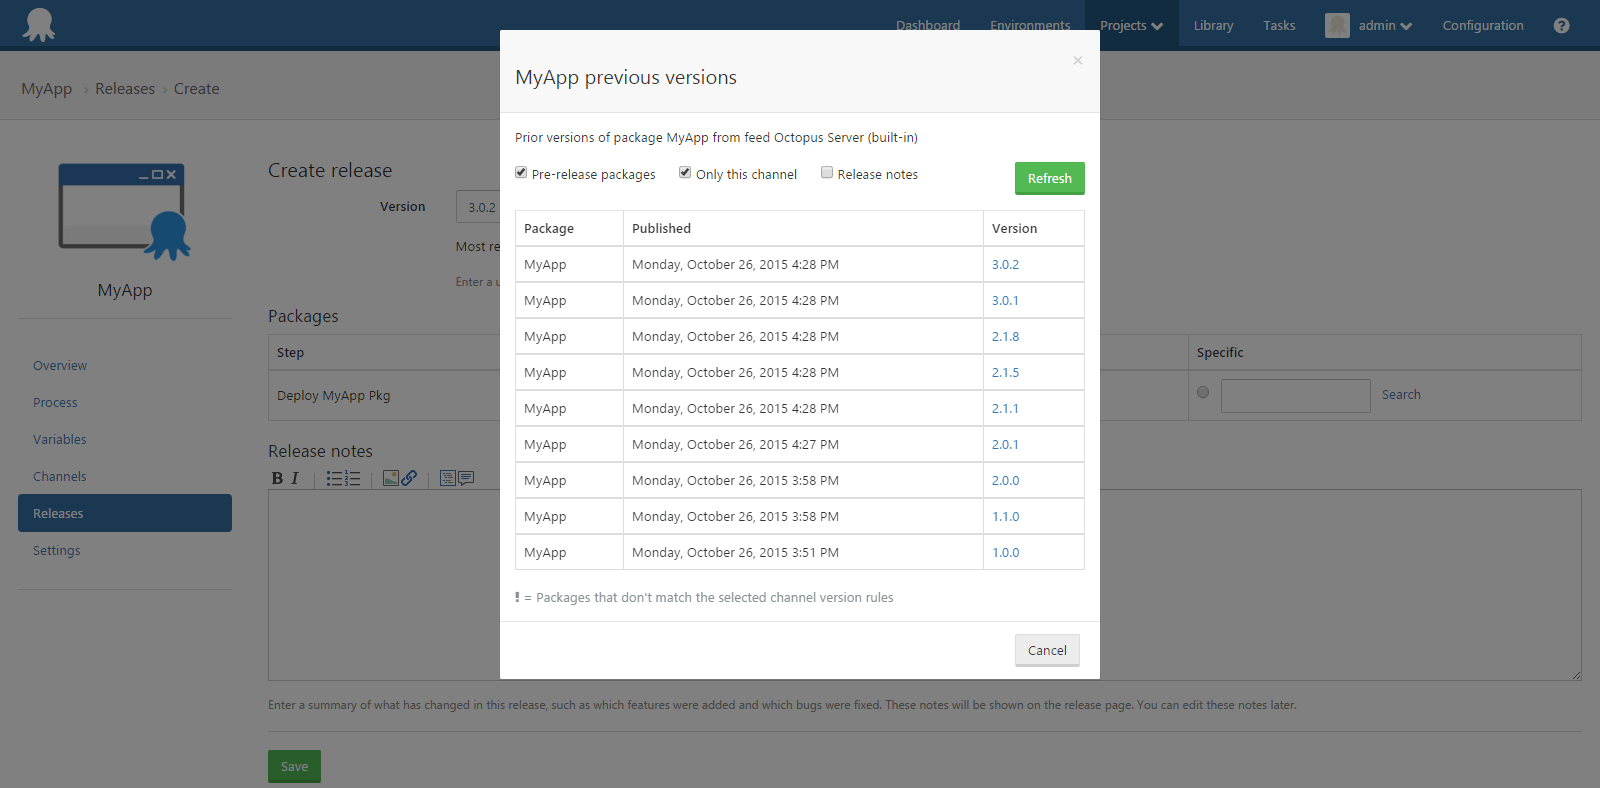 Dashboard Environments Projects Library Tasks admin Configuration ?
MyApp › Releases › Create
MyApp
Overview
Process
Variables
Channels
Releases
Settings
Create release
Version 3.0.2
Most re
Enter a u
Packages
Step Specific
Deploy MyApp Pkg Search
Release notes
B I
Enter a summary of what has changed in this release, such as which features were added and which bugs were fixed. These notes will be shown on the release page. You can edit these notes later.
Save
MyApp previous versions ×
Prior versions of package MyApp from feed Octopus Server (built-in)
Pre-release packages Only this channel Release notes Refresh
Package Published Version
MyApp Monday, October 26, 2015 4:28 PM 3.0.2
MyApp Monday, October 26, 2015 4:28 PM 3.0.1
MyApp Monday, October 26, 2015 4:28 PM 2.1.8
MyApp Monday, October 26, 2015 4:28 PM 2.1.5
MyApp Monday, October 26, 2015 4:28 PM 2.1.1
MyApp Monday, October 26, 2015 4:27 PM 2.0.1
MyApp Monday, October 26, 2015 3:58 PM 2.0.0
MyApp Monday, October 26, 2015 3:58 PM 1.1.0
MyApp Monday, October 26, 2015 3:51 PM 1.0.0
! = Packages that don't match the selected channel version rules
Cancel